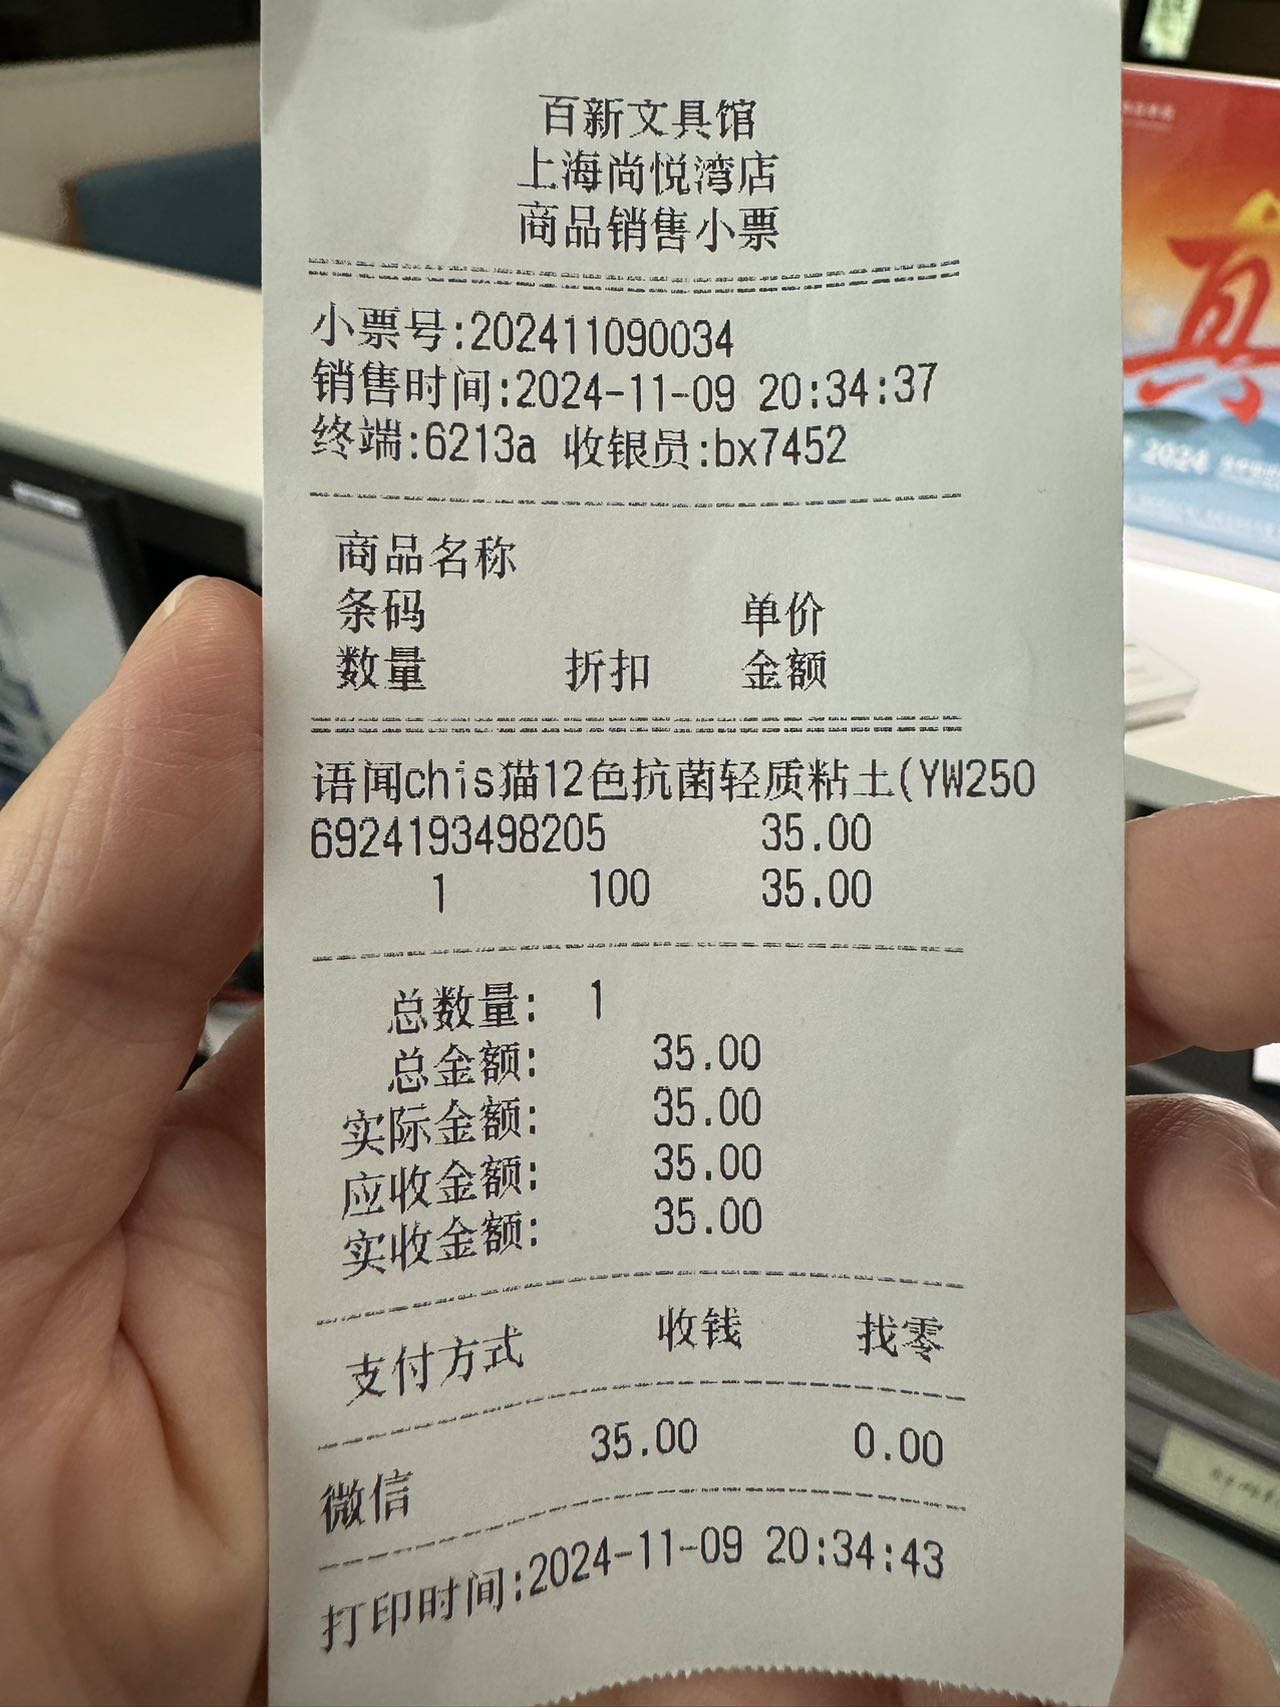 百新文具馆
上海尚悦湾店
商品销售小票
小票号:202411090034
销售时间:2024-11-09 20:34:37
终端:6213a 收银员:bx7452
商品名称
条码 单价
数量 折扣 金额
语闻chis猫12色抗菌轻质粘土(YW250
6924193498205 35.00
1 100 35.00
总数量: 1
总金额: 35.00
实际金额: 35.00
应收金额: 35.00
实收金额: 35.00
支付方式 收钱 找零
微信 35.00 0.00
打印时间:2024-11-09 20:34:43
真
2024